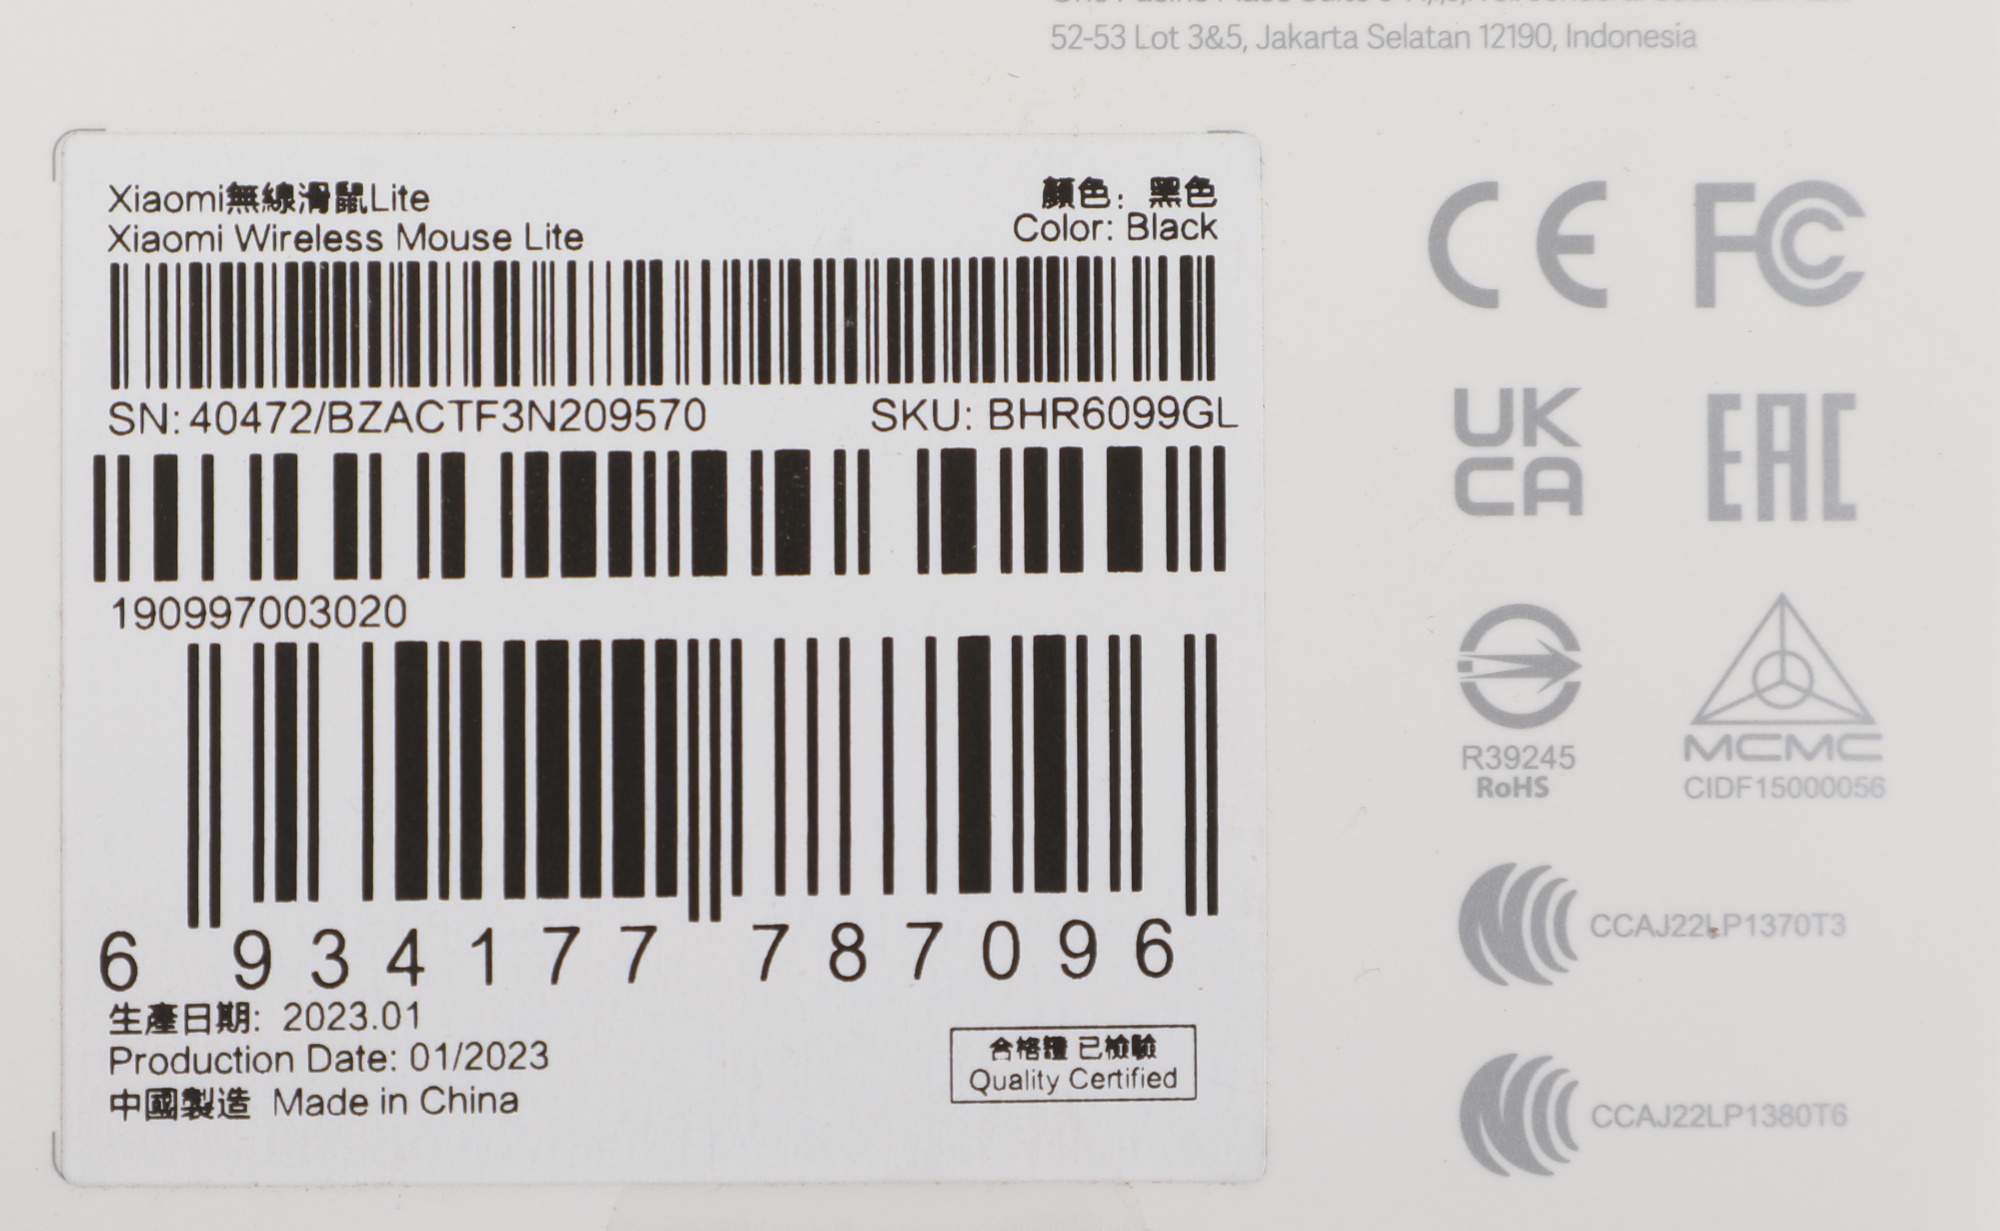 52-53 Lot 3&5, Jakarta Selatan 12190, Indonesia
Xiaomi無線滑鼠Lite
Xiaomi Wireless Mouse Lite
顏色：黑色
Color: Black
SN: 40472/BZACTF3N209570
SKU: BHR6099GL
190997003020
6 934177 787096
生產日期: 2023.01
Production Date: 01/2023
中國製造 Made in China
合格證 已檢驗
Quality Certified
CE
FC
UK
CA
EAC
R39245
RoHS
MCMC
CIDF15000056
CCAJ22LP1370T3
CCAJ22LP1380T6